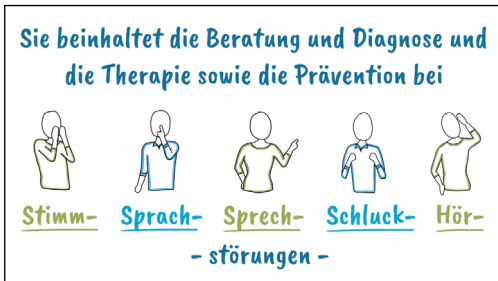 Sie beinhaltet die Beratung und Diagnose und
die Therapie sowie die Prävention bei
Stimm- Sprach- Sprech- Schluck- Hör-
- störungen -